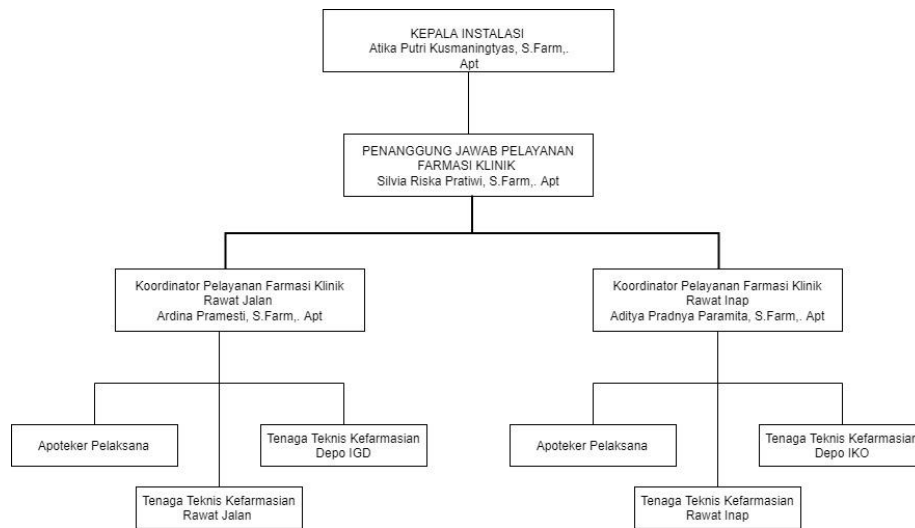 KEPALA INSTALASI
Atika Putri Kusmaningtyas, S.Farm,.
Apt
PENANGGUNG JAWAB PELAYANAN
FARMASI KLINIK
Silvia Riska Pratiwi, S.Farm,. Apt
Koordinator Pelayanan Farmasi Klinik
Rawat Jalan
Ardina Pramesti, S.Farm,. Apt
Koordinator Pelayanan Farmasi Klinik
Rawat Inap
Aditya Pradnya Paramita, S.Farm,. Apt
Apoteker Pelaksana
Tenaga Teknis Kefarmasian
Depo IGD
Apoteker Pelaksana
Tenaga Teknis Kefarmasian
Depo IKO
Tenaga Teknis Kefarmasian
Rawat Jalan
Tenaga Teknis Kefarmasian
Rawat Inap